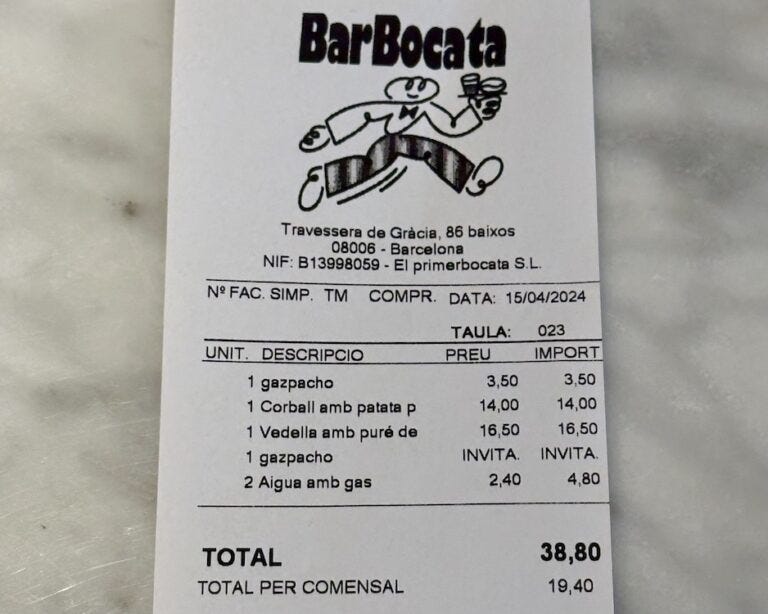 BarBocata
Travessera de Gràcia, 86 baixos
08006 - Barcelona
NIF: B13998059 - El primerbocata S.L.
Nº FAC. SIMP. TM COMPR. DATA: 15/04/2024
TAULA: 023
UNIT. DESCRIPCIO PREU IMPORT
1 gazpacho 3,50 3,50
1 Corball amb patata p 14,00 14,00
1 Vedella amb puré de 16,50 16,50
1 gazpacho INVITA. INVITA.
2 Aigua amb gas 2,40 4,80
TOTAL 38,80
TOTAL PER COMENSAL 19,40